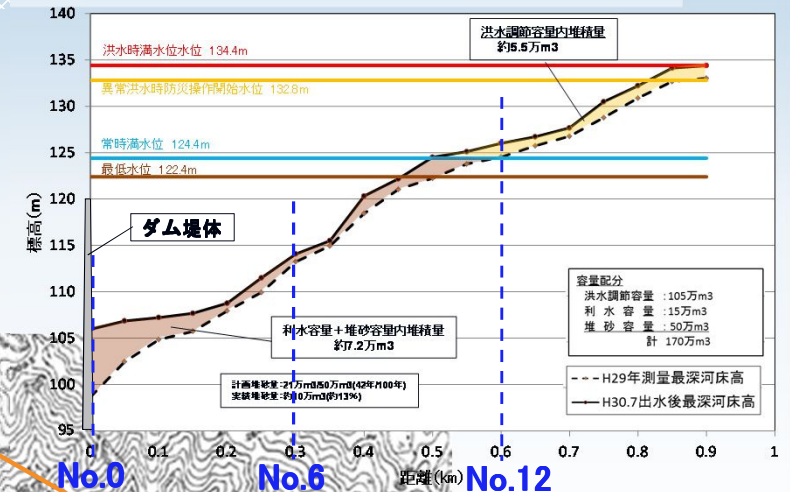 140
135
130
125
120
115
110
105
100
95
標高(m)
洪水時満水位水位 134.4m
異常洪水時防災操作開始水位 132.8m
常時満水位 124.4m
最低水位 122.4m
洪水調節容量内堆積量
約5.5万m3
ダム堤体
利水容量+堆砂容量内堆積量
約7.2万m3
計画堆砂量:21万m3/50万m3(42年/100年)
容量配分
洪水調節容量 :105万m3
利 水 容 量 :15万m3
堆 砂 容 量 :50万m3
計 170万m3
H29年測量最深河床高
H30.7出水後最深河床高
0 0.1 0.2 0.3 0.4 0.5 0.6 0.7 0.8 0.9 1
距離(km)
No.0 No.6 No.12